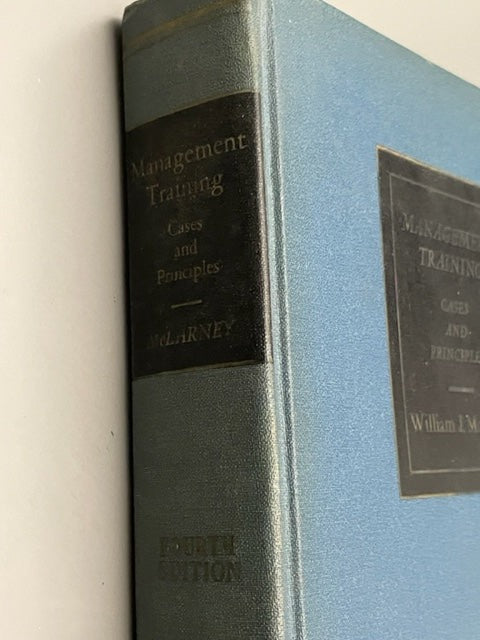 Management
Training
Cases
and
Principles
McLARNEY
FOURTH
EDITION
MANAGEME
TRAINING
CASES
AND
PRINCIPLE
William J. M